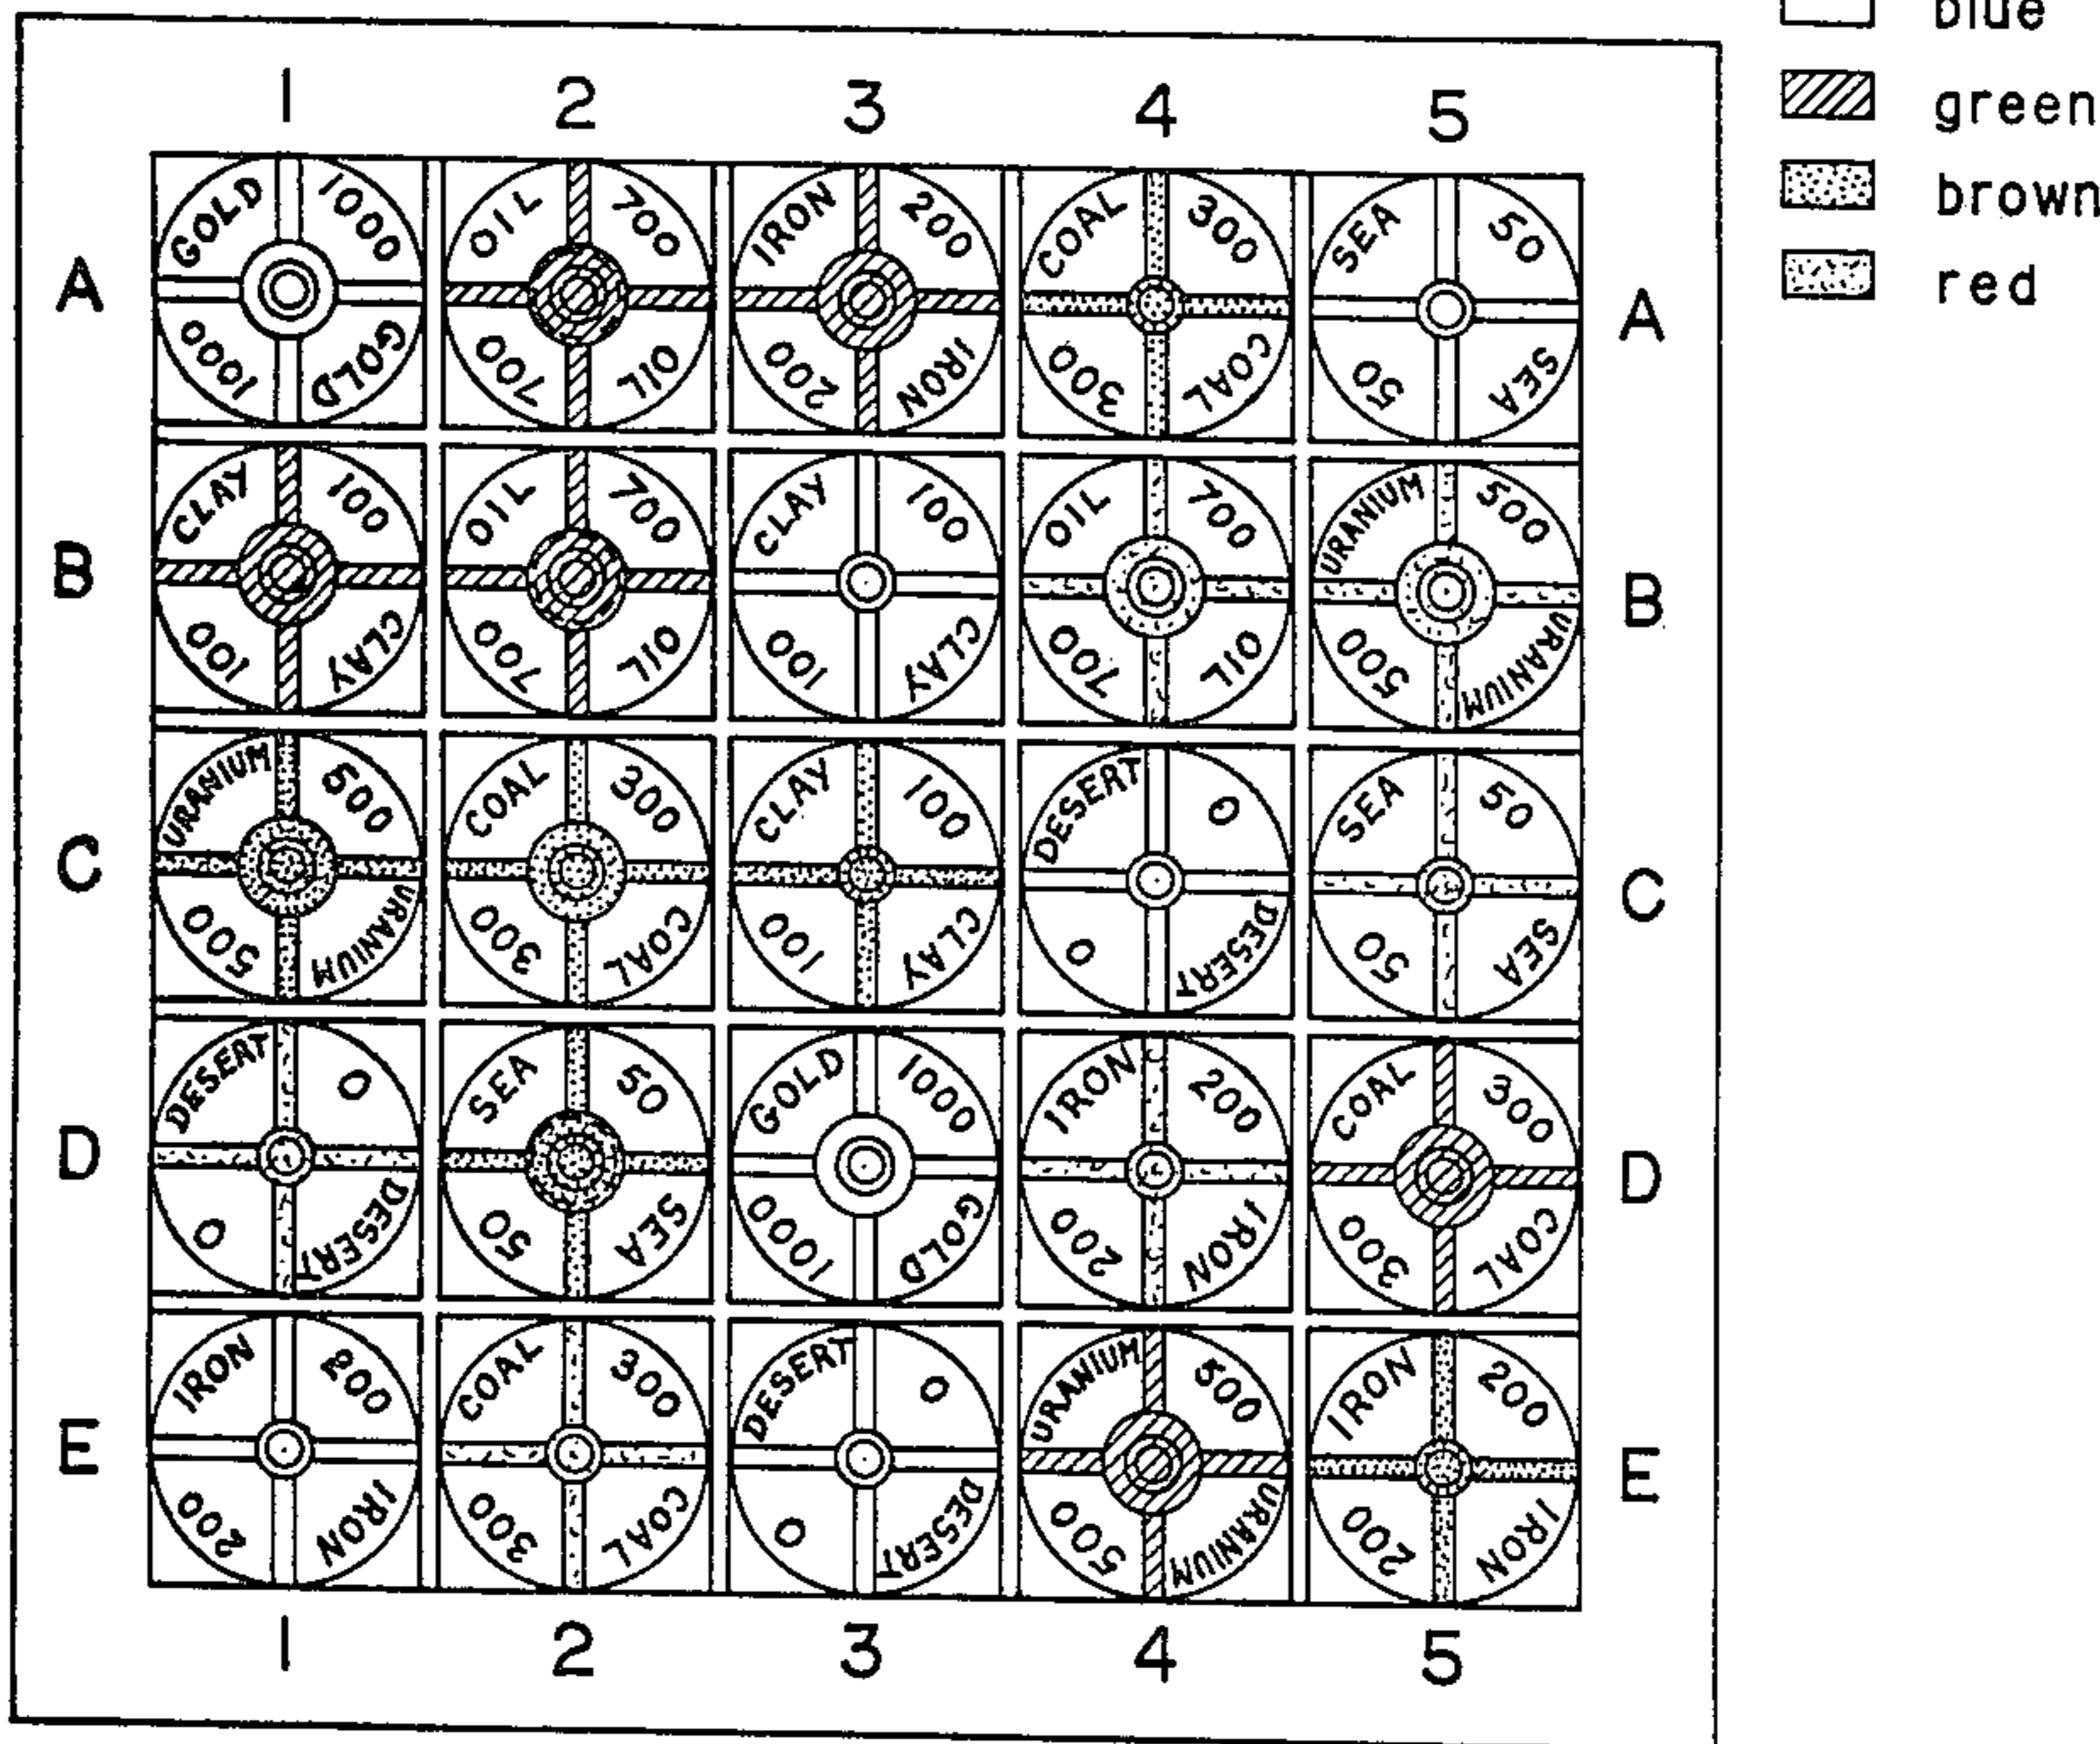 blue
green
brown
red
1 2 3 4 5
A A
GOLD 1000 OIL 700 IRON 200 COAL 300 SEA 50
1000 GOLD 700 OIL 200 IRON 300 COAL 50 SEA
B B
CLAY 100 OIL 700 CLAY 100 OIL 700 URANIUM 500
100 CLAY 700 OIL 100 CLAY 700 OIL 500 URANIUM
C C
URANIUM 500 COAL 300 CLAY 100 DESERT 0 SEA 50
500 URANIUM 300 COAL 100 CLAY 0 DESERT 50 SEA
D D
DESERT 0 SEA 50 GOLD 1000 IRON 200 COAL 300
0 DESERT 50 SEA 1000 GOLD 200 IRON 300 COAL
E E
IRON 200 COAL 300 DESERT 0 URANIUM 500 IRON 200
200 IRON 300 COAL 0 DESERT 500 URANIUM 200 IRON
1 2 3 4 5